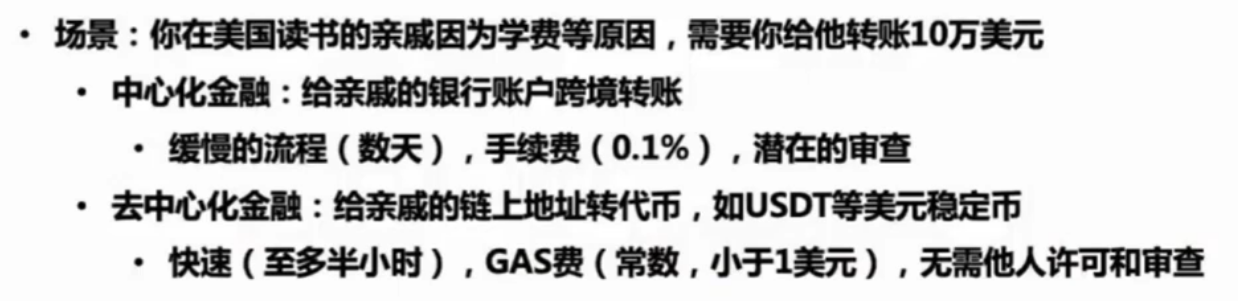 • 场景：你在美国读书的亲戚因为学费等原因，需要你给他转账10万美元
• 中心化金融：给亲戚的银行账户跨境转账
• 缓慢的流程（数天），手续费（0.1%），潜在的审查
• 去中心化金融：给亲戚的链上地址转代币，如USDT等美元稳定币
• 快速（至多半小时），GAS费（常数，小于1美元），无需他人许可和审查